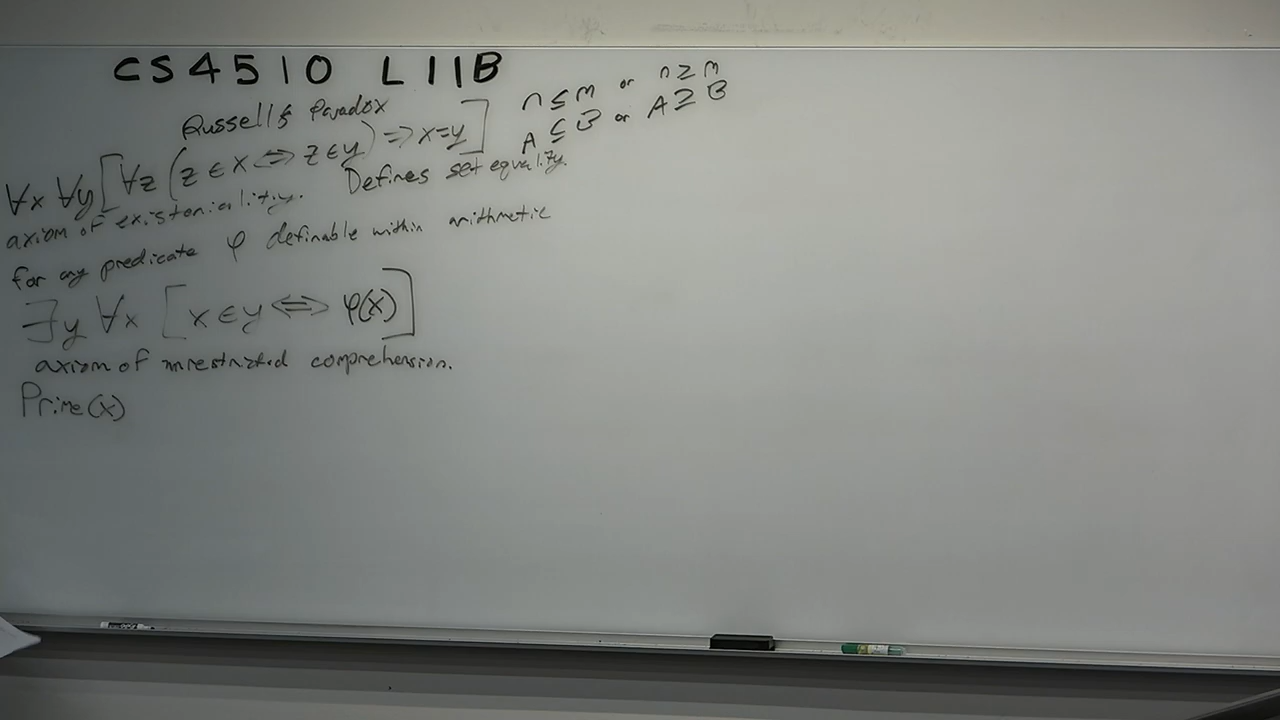 CS4510 L11B
Russell's Paradox
n ≤ m or n ≥ m
A ⊆ B or A ⊇ B
∀x ∀y[∀z(z ∈ x ⇔ z ∈ y) ⇒ x=y]
axiom of existoniality. Defines set equality.
for any predicate φ definable within arithmetic
∃y ∀x [x ∈ y ⇔ φ(x)]
axiom of unrestricted comprehension.
Prime(x)